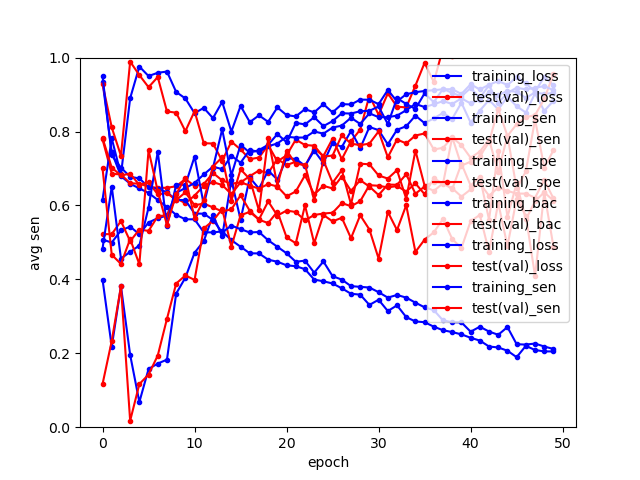 1.0
0.8
0.6
0.4
0.2
0.0
avg sen
0
10
20
30
40
50
epoch
training_loss
test(val)_loss
training_sen
test(val)_sen
training_spe
test(val)_spe
training_bac
test(val)_bac
training_loss
test(val)_loss
training_sen
test(val)_sen